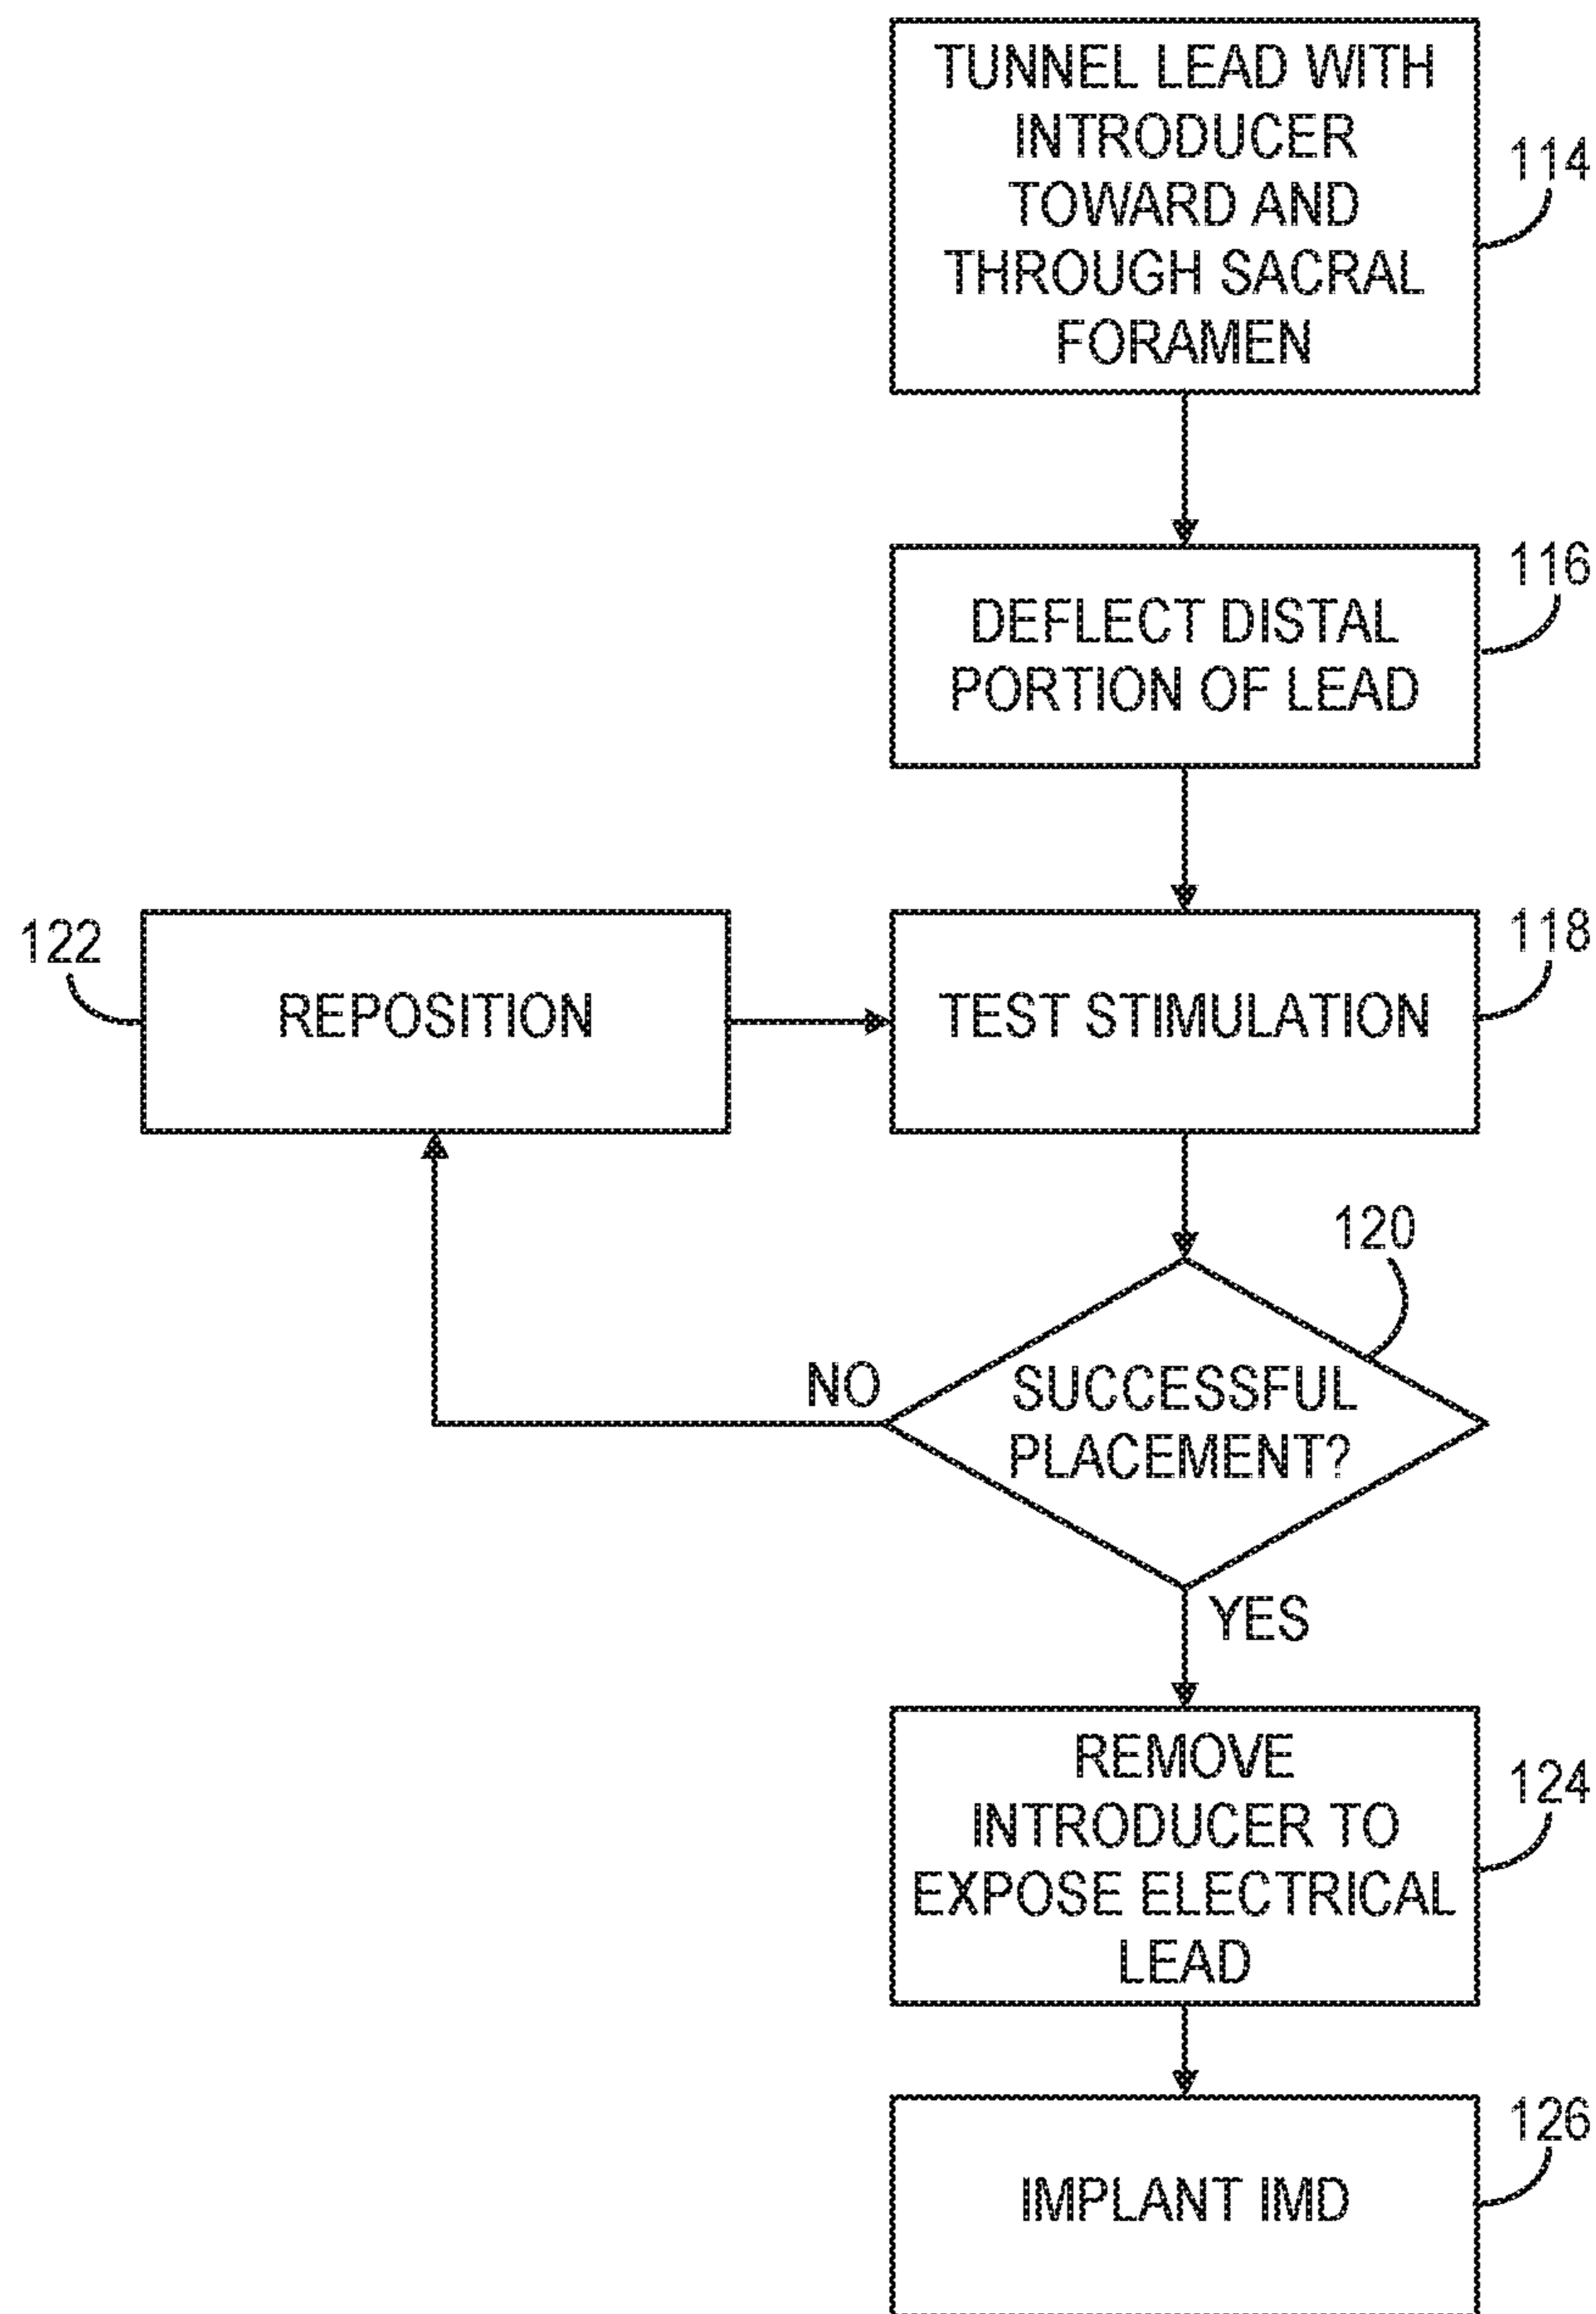 TUNNEL LEAD WITH
INTRODUCER
TOWARD AND
THROUGH SACRAL
FORAMEN
114
DEFLECT DISTAL
PORTION OF LEAD
116
122
REPOSITION
TEST STIMULATION
118
120
NO
SUCCESSFUL
PLACEMENT?
YES
REMOVE
INTRODUCER TO
EXPOSE ELECTRICAL
LEAD
124
IMPLANT IMD
126